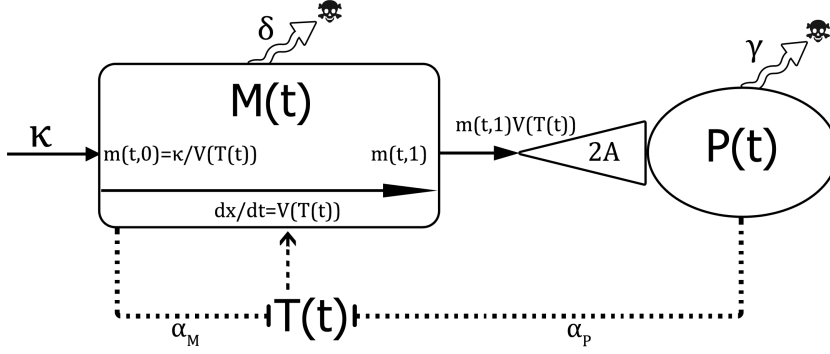 δ
γ
M(t)
κ
m(t,0)=κ/V(T(t))
m(t,1)
m(t,1)V(T(t))
2A
P(t)
dx/dt=V(T(t))
T(t)
α_M
α_P